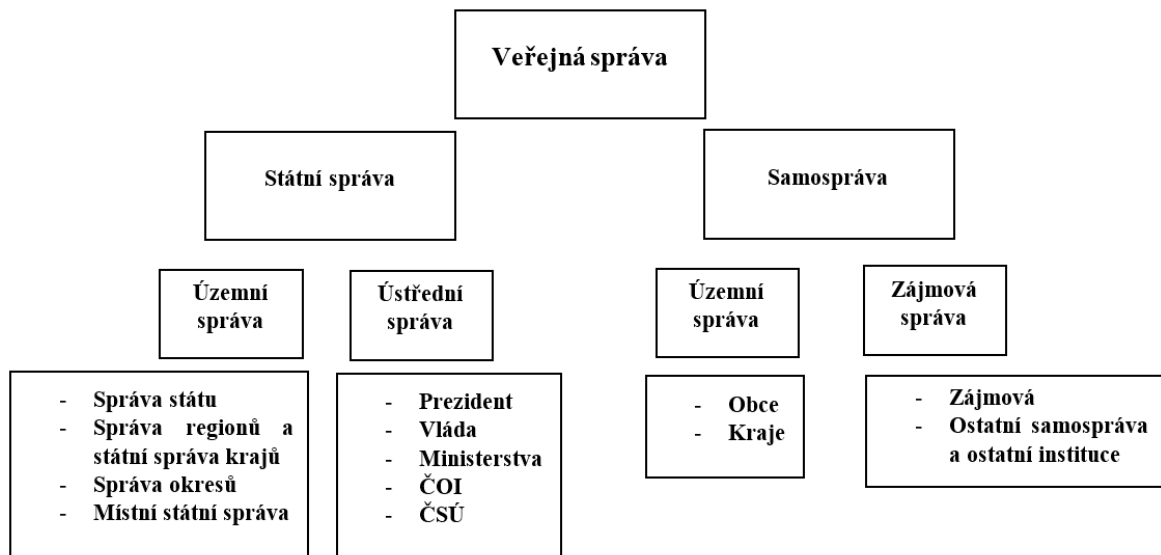 Veřejná správa
Státní správa
Samospráva
Územní
správa
Ústřední
správa
Územní
správa
Zájmová
správa
- Správa státu
- Správa regionů a
státní správa krajů
- Správa okresů
- Místní státní správa
- Prezident
- Vláda
- Ministerstva
- ČOI
- ČSÚ
- Obce
- Kraje
- Zájmová
- Ostatní samospráva
a ostatní instituce